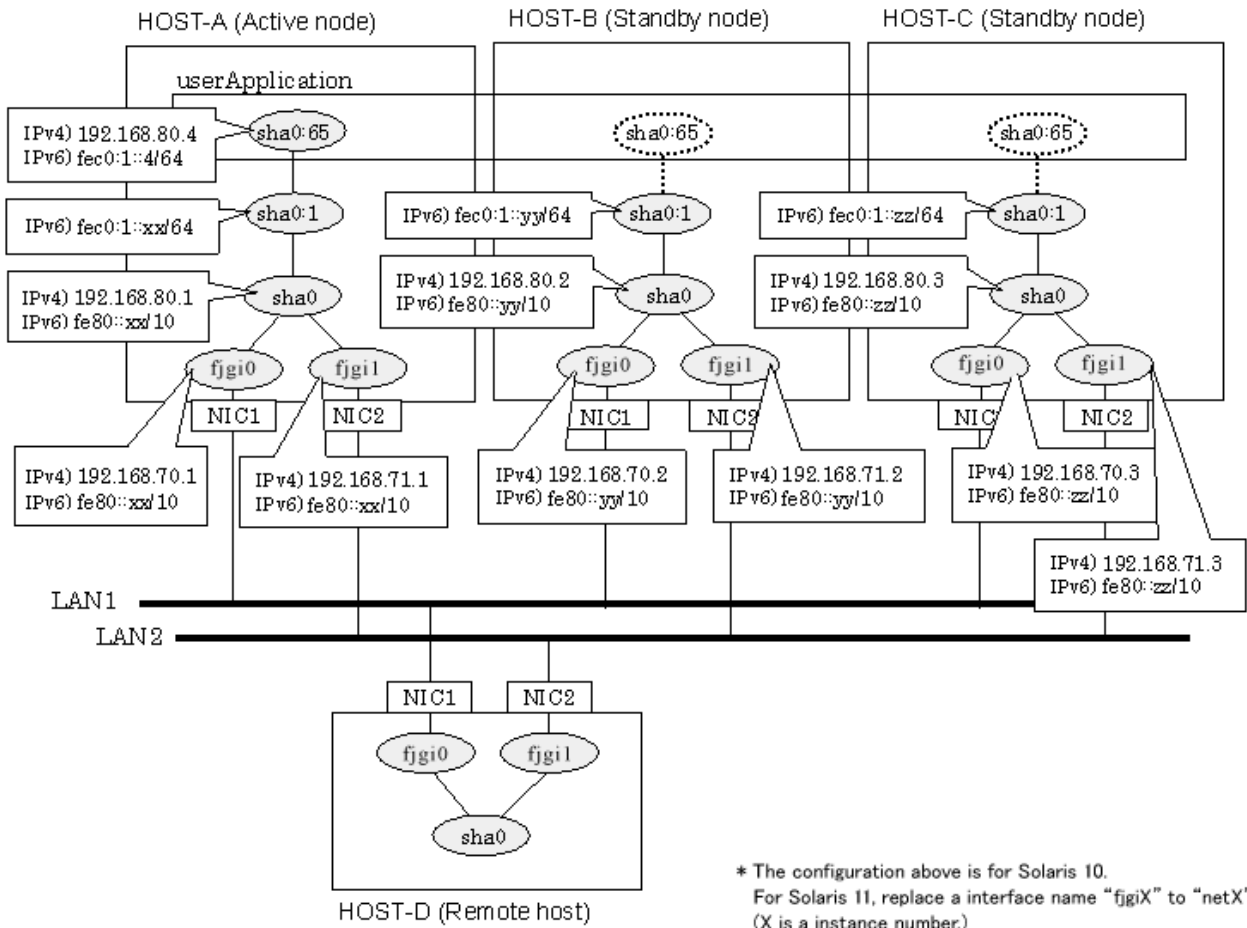 HOST-A (Active node)
HOST-B (Standby node)
HOST-C (Standby node)
userApplication
IPv4) 192.168.80.4
IPv6) fec0:1::4/64
sha0:65
sha0:65
sha0:65
IPv6) fec0:1::xx/64
sha0:1
IPv6) fec0:1::yy/64
sha0:1
IPv6) fec0:1::zz/64
sha0:1
IPv4) 192.168.80.1
IPv6) fe80::xx/10
sha0
IPv4) 192.168.80.2
IPv6) fe80::yy/10
sha0
IPv4) 192.168.80.3
IPv6) fe80::zz/10
sha0
fjgi0
fjgi1
fjgi0
fjgi1
fjgi0
fjgi1
NIC1
NIC2
NIC1
NIC2
NIC
NIC2
IPv4) 192.168.70.1
IPv6) fe80::xx/10
IPv4) 192.168.71.1
IPv6) fe80::xx/10
IPv4) 192.168.70.2
IPv6) fe80::yy/10
IPv4) 192.168.71.2
IPv6) fe80::yy/10
IPv4) 192.168.70.3
IPv6) fe80::zz/10
IPv4) 192.168.71.3
IPv6) fe80::zz/10
LAN1
LAN2
NIC1
NIC2
fjgi0
fjgi1
sha0
HOST-D (Remote host)
* The configuration above is for Solaris 10.
For Solaris 11, replace a interface name "fjgiX" to "netX"
(X is a instance number.)